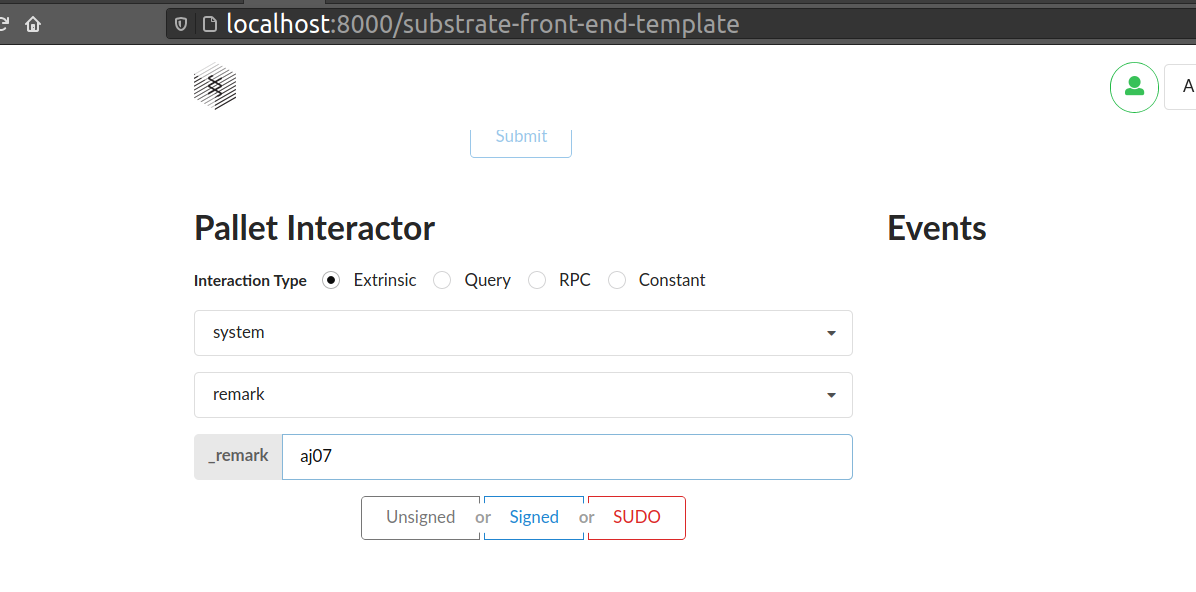 localhost:8000/substrate-front-end-template
A
Submit
Pallet Interactor
Events
Interaction Type Extrinsic Query RPC Constant
system
remark
_remark aj07
Unsigned or Signed or SUDO